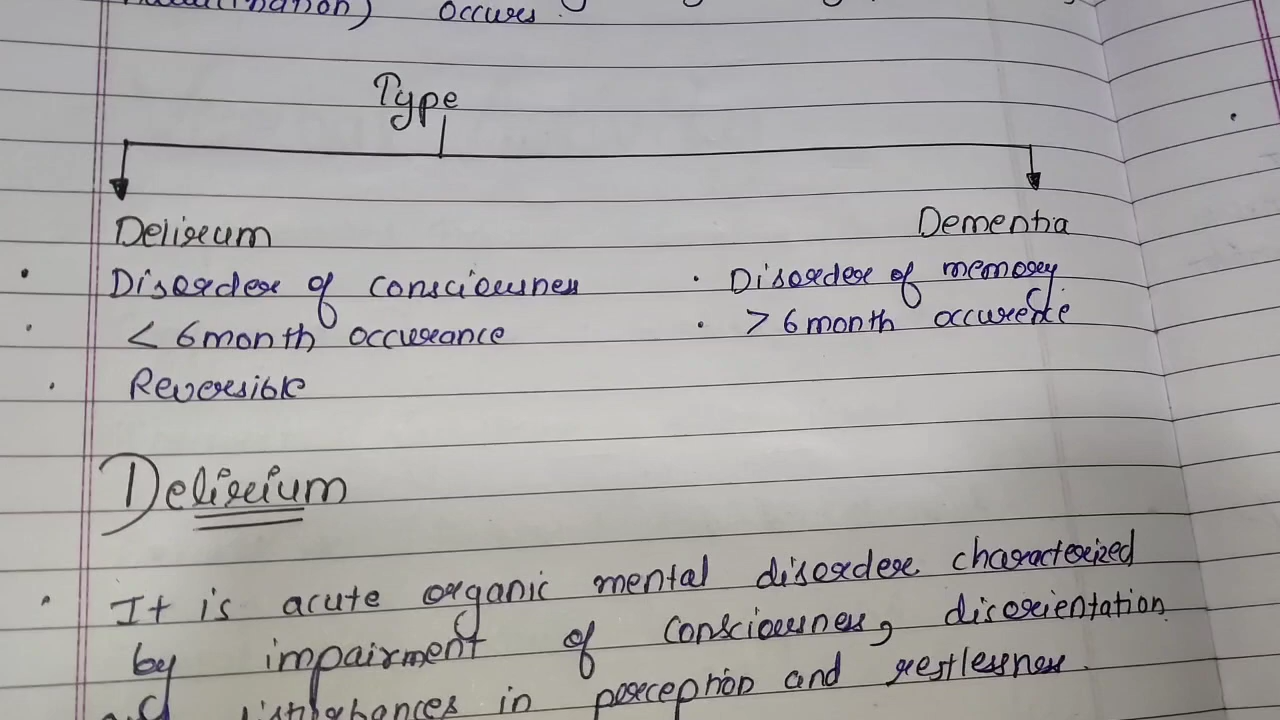 occures.
Type
Delirium
Dementia
• Disorder of consciousness
• Disorder of memory
• < 6 month occurance
• > 6 month occurence
• Reversible
Delirium
• It is acute organic mental disorder characterized
by impairment of consciousness, disorientation
in perception and restlessness.